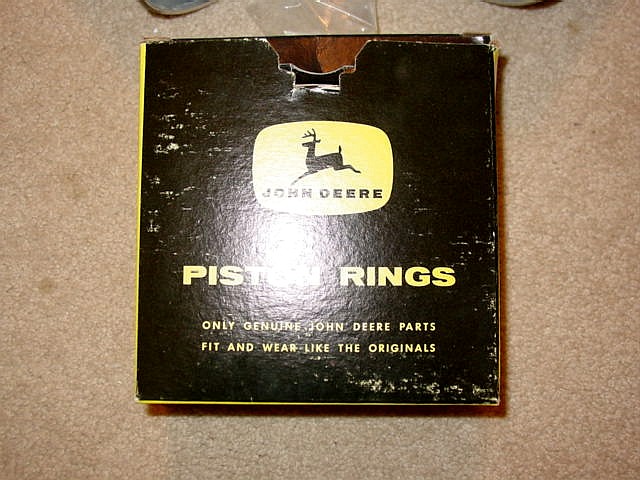 JOHN DEERE
PISTON RINGS
ONLY GENUINE JOHN DEERE PARTS
FIT AND WEAR LIKE THE ORIGINALS